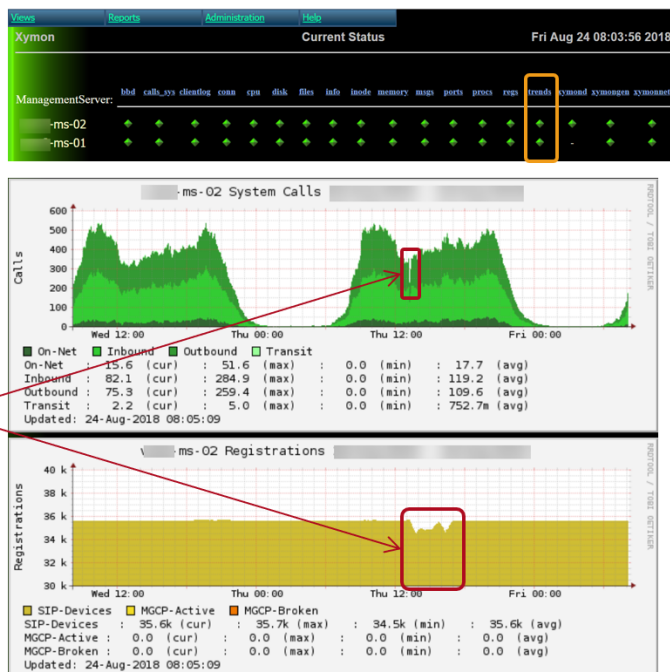 Views Reports Administration Help
Xymon Current Status Fri Aug 24 08:03:56 2018
bbd calls_sys clientlog conn cpu disk files info inode memory msgs ports procs regs trends xymond xymongen xymonnet
ManagementServer:
-ms-02
-ms-01 -
-ms-02 System Calls
RRDTOOL / TOBI OETIKER
Calls
600
500
400
300
200
100
0
Wed 12:00 Thu 00:00 Thu 12:00 Fri 00:00
On-Net Inbound Outbound Transit
On-Net : 15.6 (cur) : 51.6 (max) : 0.0 (min) : 17.7 (avg)
Inbound : 82.1 (cur) : 284.9 (max) : 0.0 (min) : 119.2 (avg)
Outbound : 75.3 (cur) : 259.4 (max) : 0.0 (min) : 109.6 (avg)
Transit : 2.2 (cur) : 5.0 (max) : 0.0 (min) : 752.7m (avg)
Updated: 24-Aug-2018 08:05:09
-ms-02 Registrations
RRDTOOL / TOBI OETIKER
Registrations
40 k
38 k
36 k
34 k
32 k
30 k
Wed 12:00 Thu 00:00 Thu 12:00 Fri 00:00
SIP-Devices MGCP-Active MGCP-Broken
SIP-Devices : 35.6k (cur) : 35.7k (max) : 34.5k (min) : 35.6k (avg)
MGCP-Active : 0.0 (cur) : 0.0 (max) : 0.0 (min) : 0.0 (avg)
MGCP-Broken : 0.0 (cur) : 0.0 (max) : 0.0 (min) : 0.0 (avg)
Updated: 24-Aug-2018 08:05:09